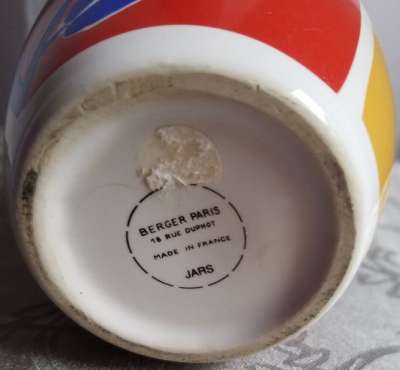 BERGER PARIS
18 RUE DUPHOT
MADE IN FRANCE
JARS